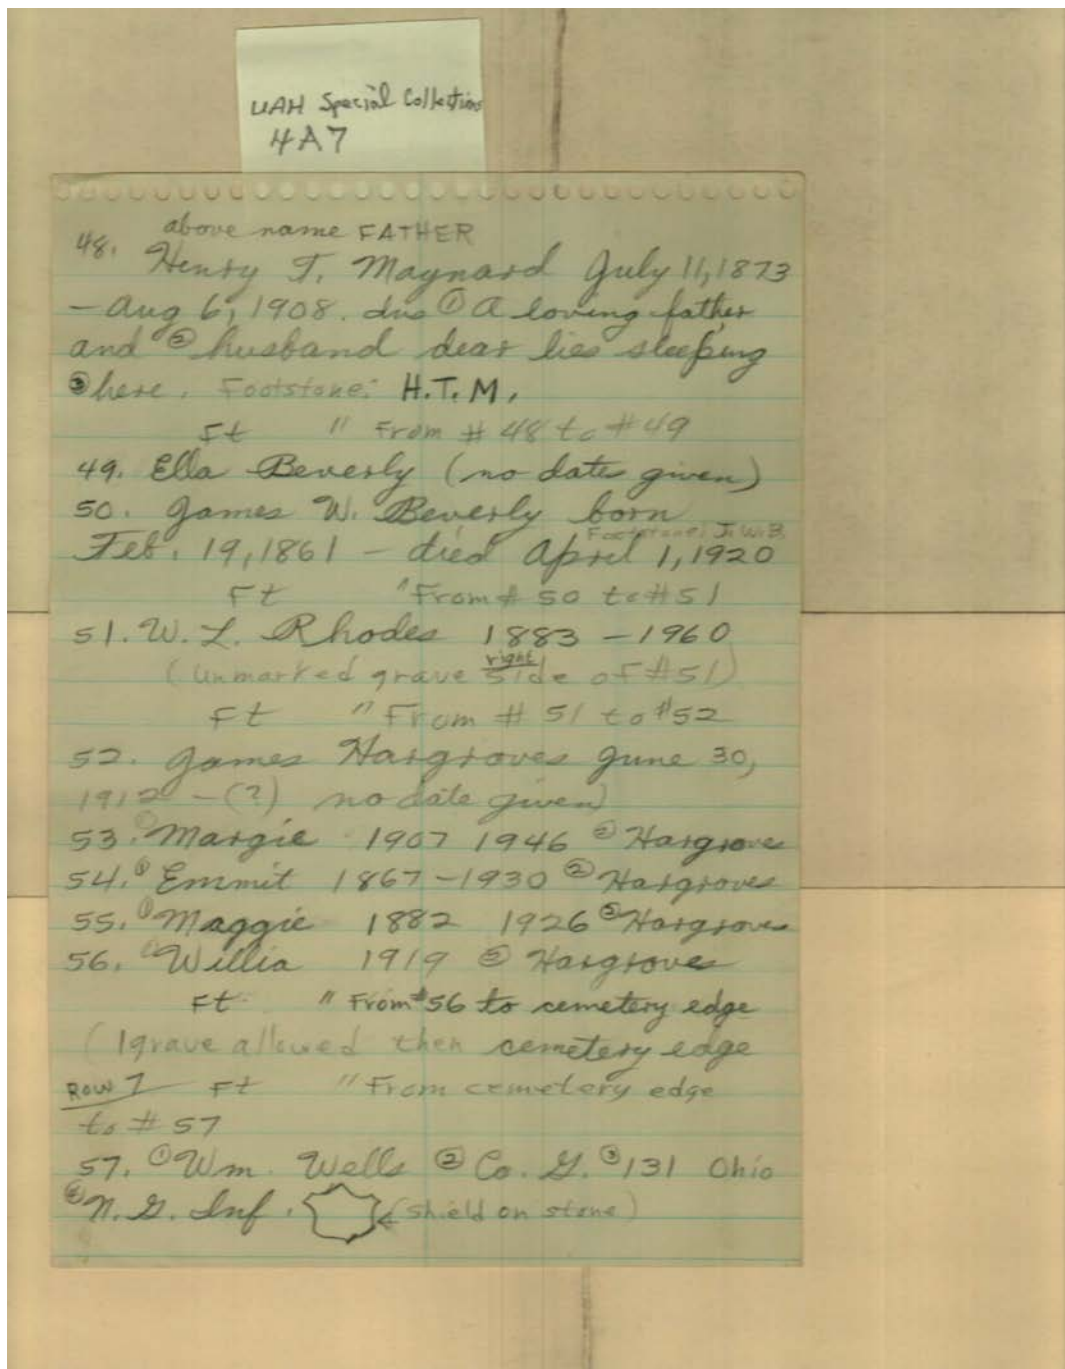 UAH Special Collections
4A7
above name FATHER
48. Henry T. Maynard July 11, 1873
- Aug 6, 1908. ins ① A loving father
and ② husband dear lies sleeping
③ here. Footstone: H.T.M.
Ft " From # 48 to # 49
49. Ella Beverly (no dates given)
50. James W. Beverly born
Footstone: J.W.B.
Feb. 19, 1861 - died April 1, 1920
Ft " From # 50 to # 51
51. W. L. Rhodes 1883 - 1960
(unmarked grave right side of #51)
Ft " From # 51 to #52
52. James Hargroves June 30,
1912 - (?) no date given)
53. ① Margie 1907 1946 ② Hargroves
54. ① Emmit 1867 - 1930 ② Hargroves
55. ① Maggie 1882 1926 ② Hargroves
56. ① Willia 1919 ② Hargroves
Ft " From #56 to cemetery edge
(1 grave allowed then cemetery edge
Row 7 Ft " From cemetery edge
to # 57
57. ① Wm. Wells ② Co. G. ③ 131 Ohio
④ N. G. Inf. (shield on stone)